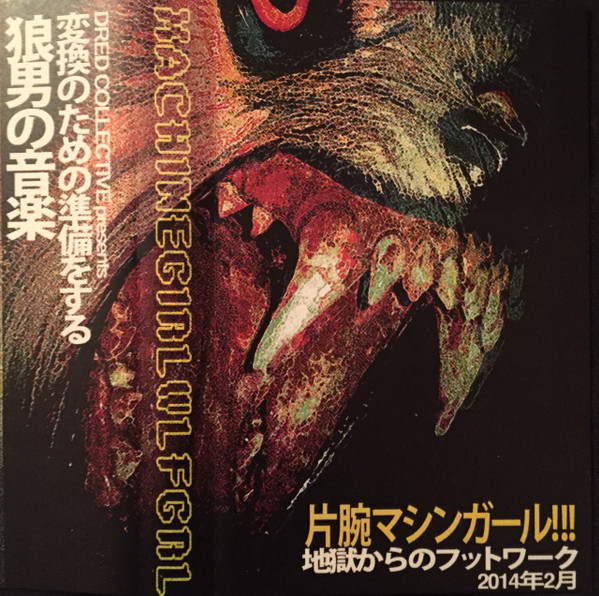 狼男の音楽
変換のための準備をする
DRED COLLECTIVE presents
MACHINEGIRL WLFGRL
片腕マシンガール!!!
地獄からのフットワーク
2014年2月